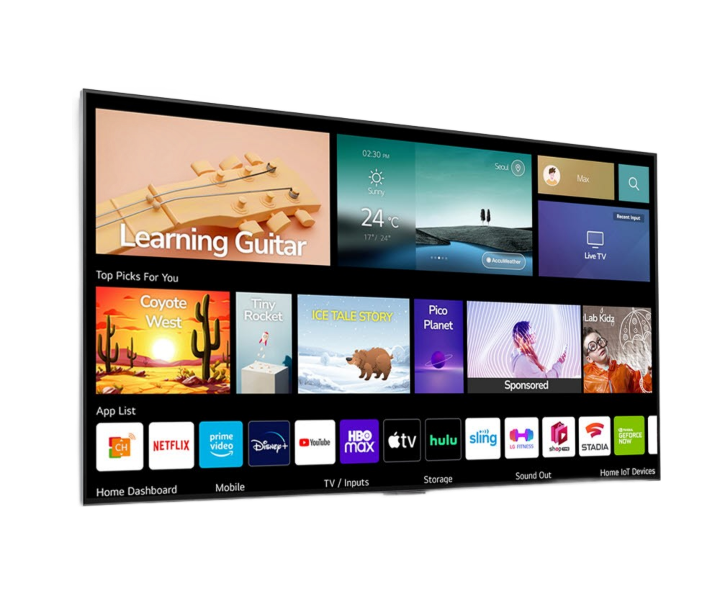 Learning Guitar
02:30 PM
Sunny
24 °C
17°/ 24°
Seoul
AccuWeather
Max
Recent Input
Live TV
Top Picks For You
Coyote
West
Tiny
Rocket
ICE TALE STORY
Pico
Planet
Sponsored
Lab Kidz
App List
CH
NETFLIX
prime
video
Disney+
YouTube
HBO
max
tv
hulu
sling
LG FITNESS
shop
STADIA
GEFORCE
NOW
Home Dashboard
Mobile
TV / Inputs
Storage
Sound Out
Home IoT Devices